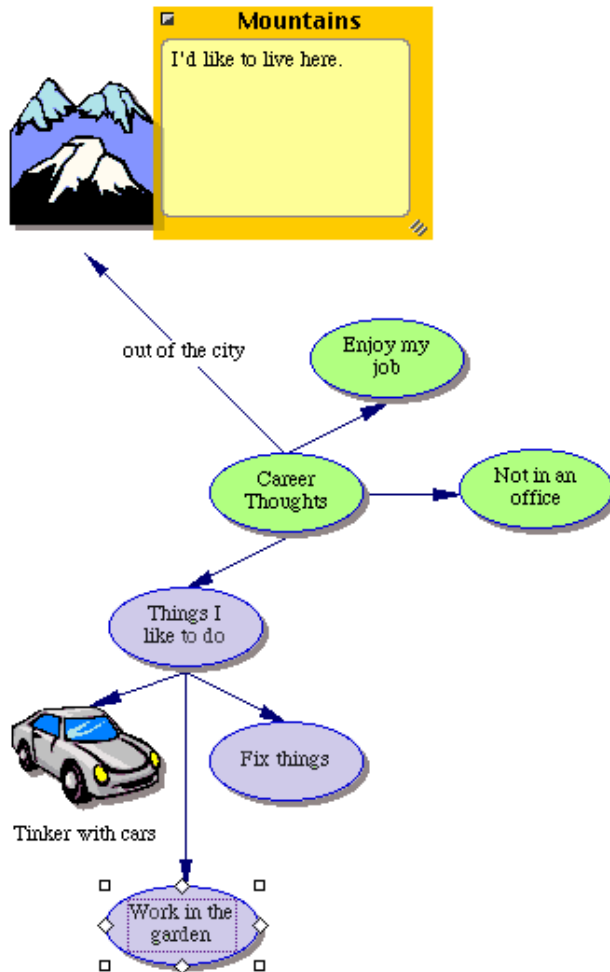 Mountains
I'd like to live here.
out of the city
Enjoy my
job
Career
Thoughts
Not in an
office
Things I
like to do
Fix things
Tinker with cars
Work in the
garden